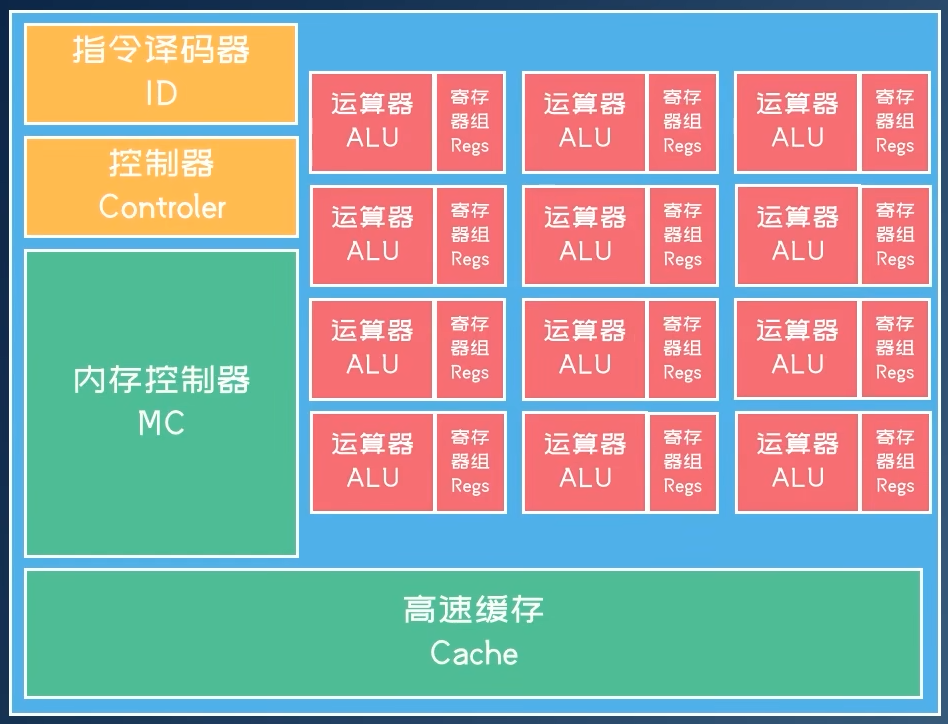 指令译码器
ID
控制器
Controler
内存控制器
MC
运算器
ALU
寄存
器组
Regs
运算器
ALU
寄存
器组
Regs
运算器
ALU
寄存
器组
Regs
运算器
ALU
寄存
器组
Regs
运算器
ALU
寄存
器组
Regs
运算器
ALU
寄存
器组
Regs
运算器
ALU
寄存
器组
Regs
运算器
ALU
寄存
器组
Regs
运算器
ALU
寄存
器组
Regs
运算器
ALU
寄存
器组
Regs
运算器
ALU
寄存
器组
Regs
运算器
ALU
寄存
器组
Regs
高速缓存
Cache